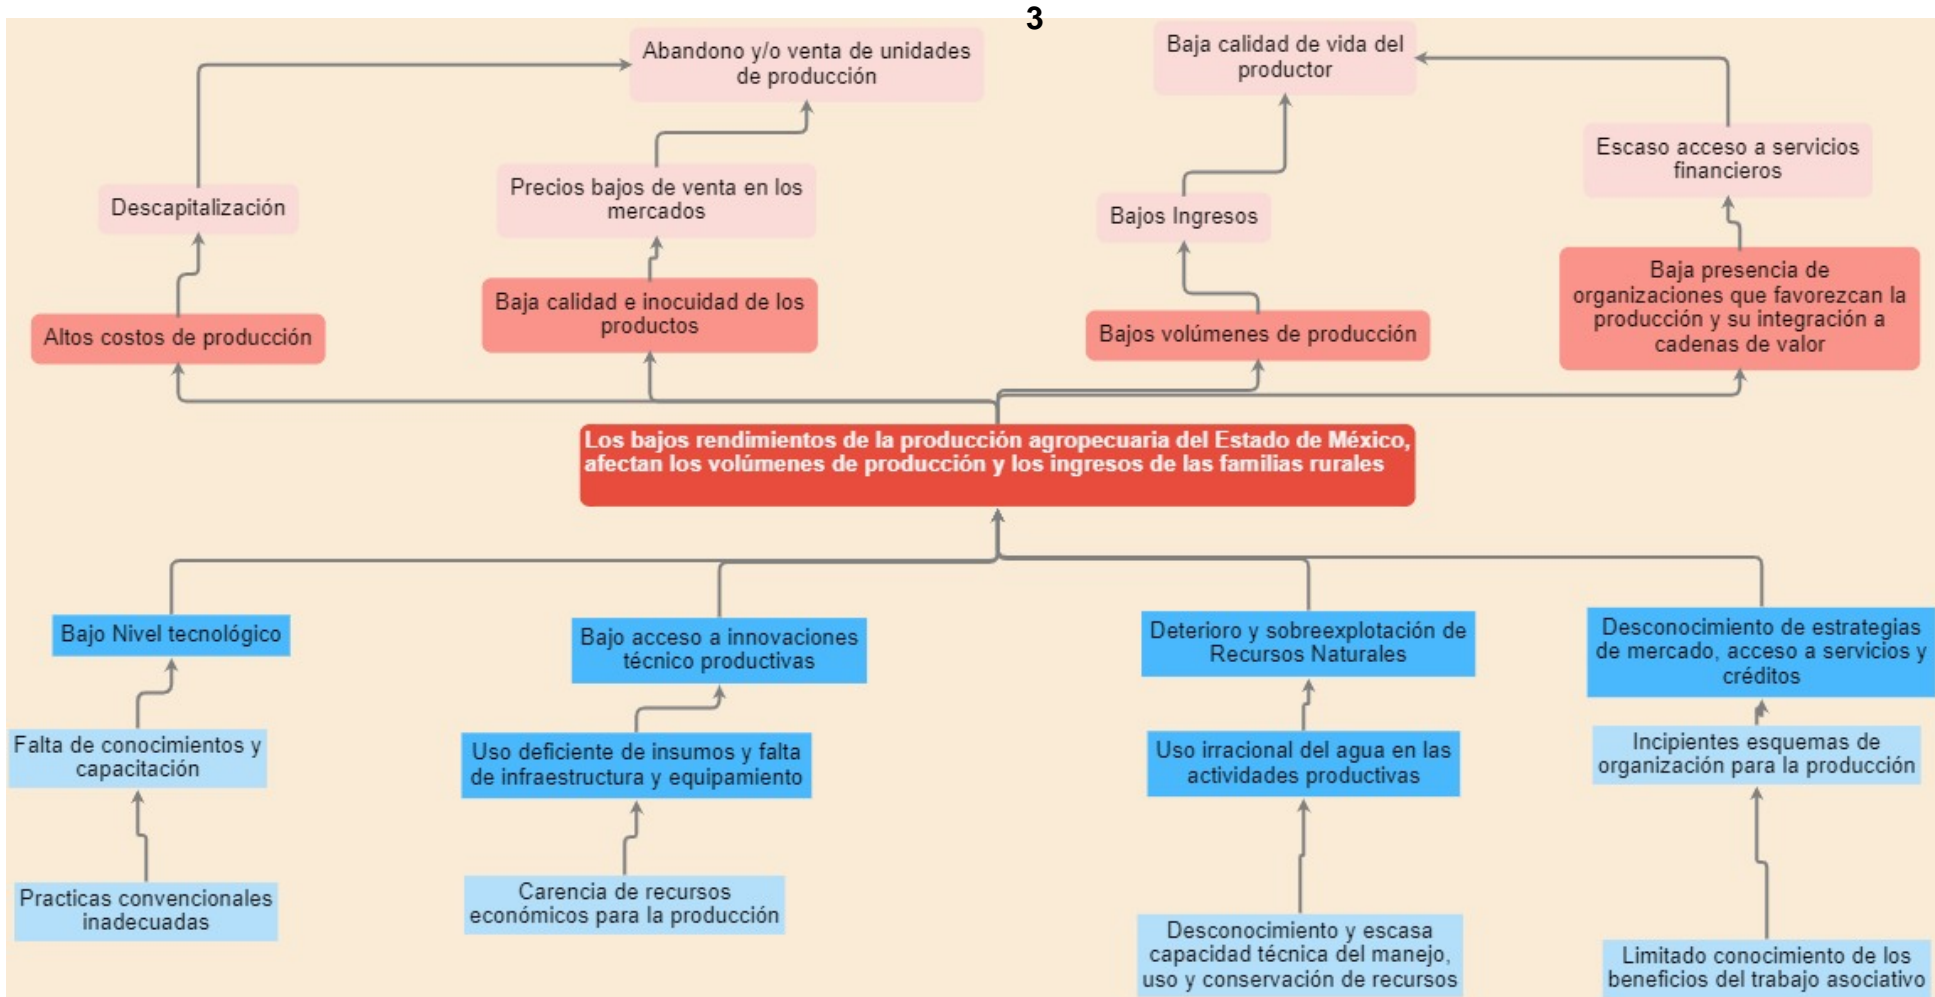 3
Abandono y/o venta de unidades
de producción
Baja calidad de vida del
productor
Escaso acceso a servicios
financieros
Precios bajos de venta en los
mercados
Descapitalización
Bajos Ingresos
Baja presencia de
organizaciones que favorezcan la
producción y su integración a
cadenas de valor
Baja calidad e inocuidad de los
productos
Altos costos de producción
Bajos volúmenes de producción
Los bajos rendimientos de la producción agropecuaria del Estado de México,
afectan los volúmenes de producción y los ingresos de las familias rurales
Bajo Nivel tecnológico
Bajo acceso a innovaciones
técnico productivas
Deterioro y sobreexplotación de
Recursos Naturales
Desconocimiento de estrategias
de mercado, acceso a servicios y
créditos
Falta de conocimientos y
capacitación
Uso deficiente de insumos y falta
de infraestructura y equipamiento
Uso irracional del agua en las
actividades productivas
Incipientes esquemas de
organización para la producción
Practicas convencionales
inadecuadas
Carencia de recursos
económicos para la producción
Desconocimiento y escasa
capacidad técnica del manejo,
uso y conservación de recursos
Limitado conocimiento de los
beneficios del trabajo asociativo